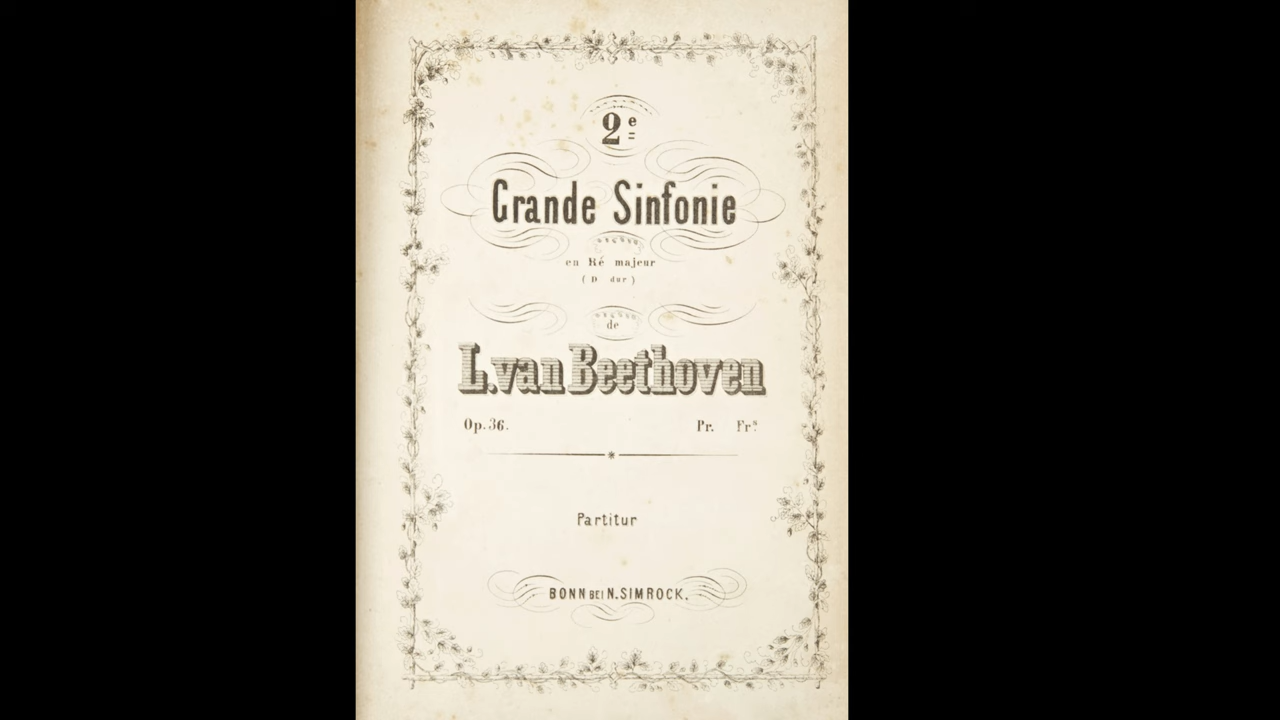 2e
Grande Sinfonie
en Ré majeur
( D dur )
de
L. van Beethoven
Op. 36.
Pr. Frs.
Partitur
BONN BEI N. SIMROCK.